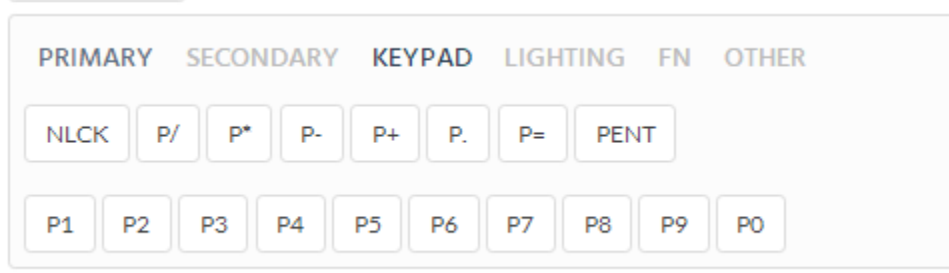 PRIMARY SECONDARY KEYPAD LIGHTING FN OTHER
NLCK P/ P* P- P+ P. P= PENT
P1 P2 P3 P4 P5 P6 P7 P8 P9 P0